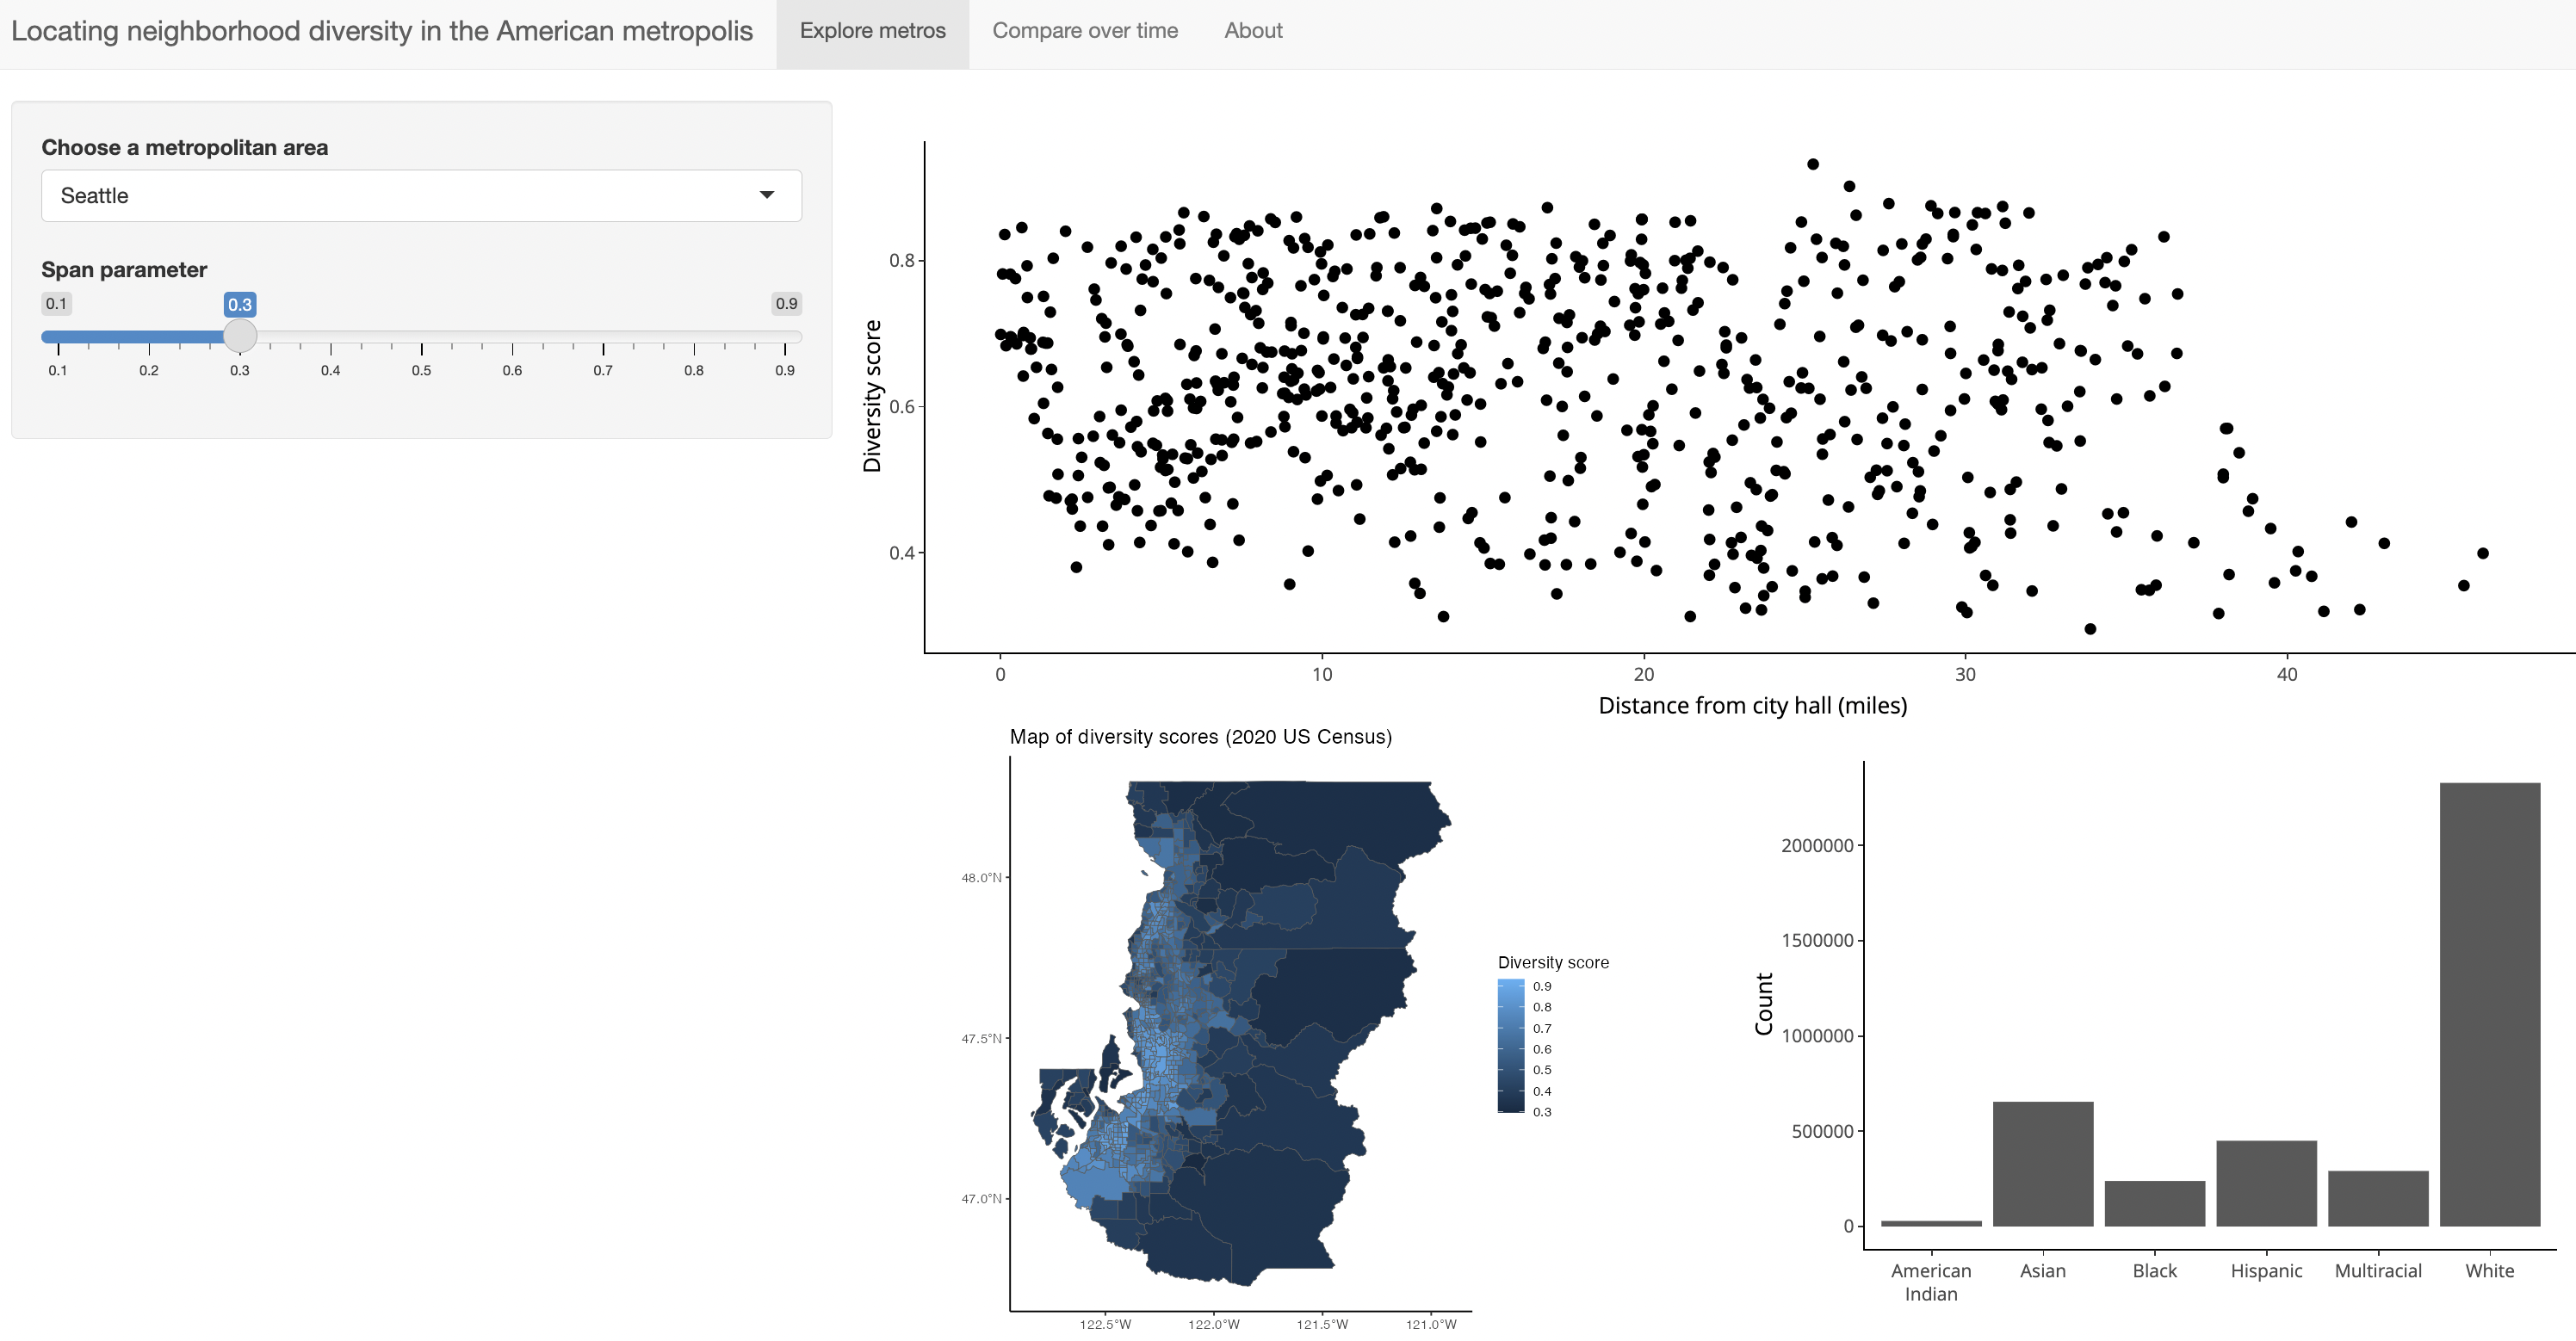 Locating neighborhood diversity in the American metropolis
Explore metros
Compare over time
About
Choose a metropolitan area
Seattle
Span parameter
0.1
0.3
0.9
0.1 0.2 0.3 0.4 0.5 0.6 0.7 0.8 0.9
Diversity score
0.8
0.6
0.4
0 10 20 30 40
Distance from city hall (miles)
Map of diversity scores (2020 US Census)
48.0°N
47.5°N
47.0°N
122.5°W 122.0°W 121.5°W 121.0°W
Diversity score
0.9
0.8
0.7
0.6
0.5
0.4
0.3
Count
2000000
1500000
1000000
500000
0
American
Indian
Asian
Black
Hispanic
Multiracial
White